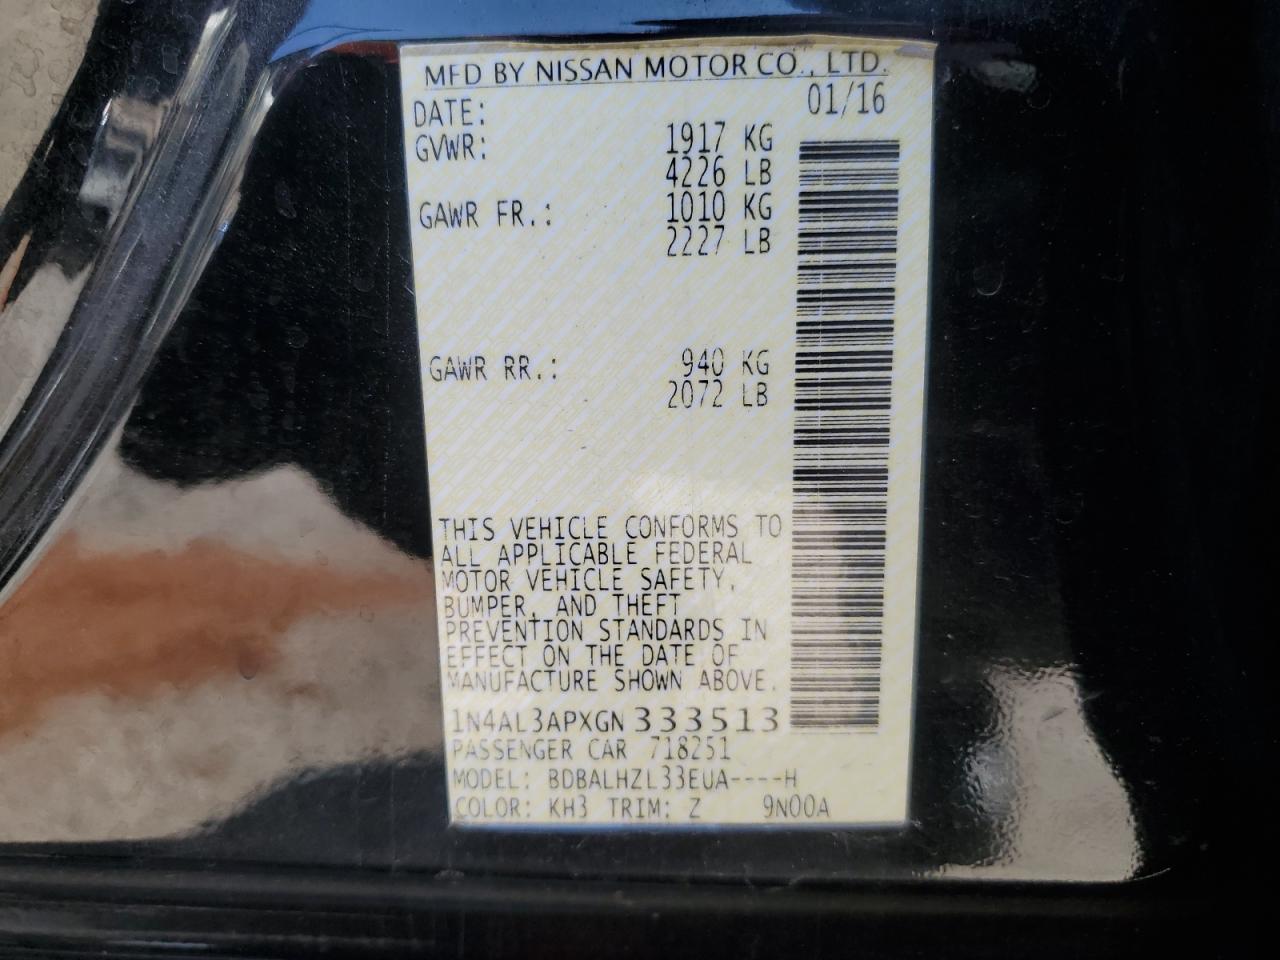 MFD BY NISSAN MOTOR CO., LTD.
DATE: 01/16
GVWR: 1917 KG
4226 LB
GAWR FR.: 1010 KG
2227 LB
GAWR RR.: 940 KG
2072 LB
THIS VEHICLE CONFORMS TO
ALL APPLICABLE FEDERAL
MOTOR VEHICLE SAFETY,
BUMPER, AND THEFT
PREVENTION STANDARDS IN
EFFECT ON THE DATE OF
MANUFACTURE SHOWN ABOVE.
1N4AL3APXGN333513
PASSENGER CAR 718251
MODEL: BDBALHZL33EUA----H
COLOR: KH3 TRIM: Z 9N00A